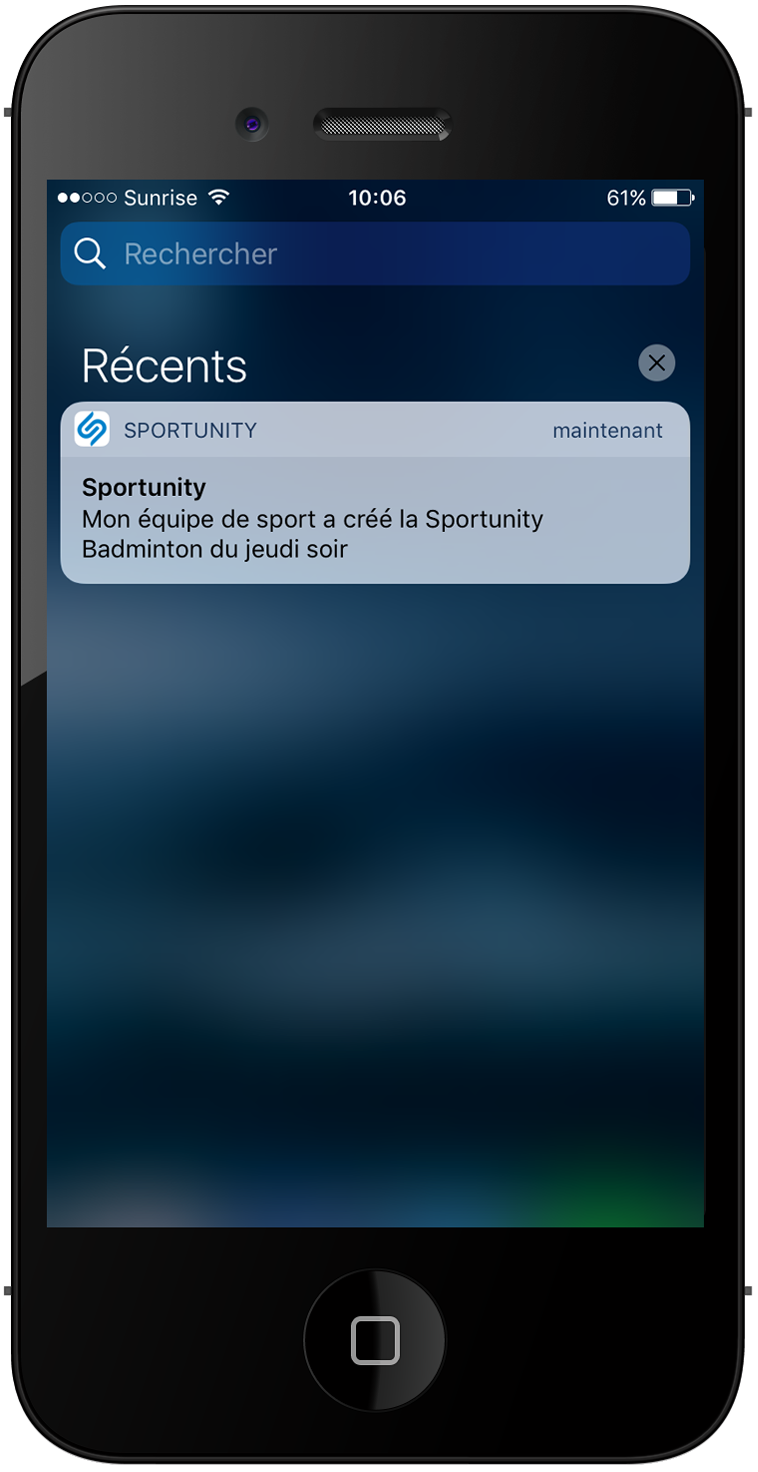 Sunrise 10:06 61%
Rechercher
Récents
SPORTUNITY maintenant
Sportunity
Mon équipe de sport a créé la Sportunity
Badminton du jeudi soir